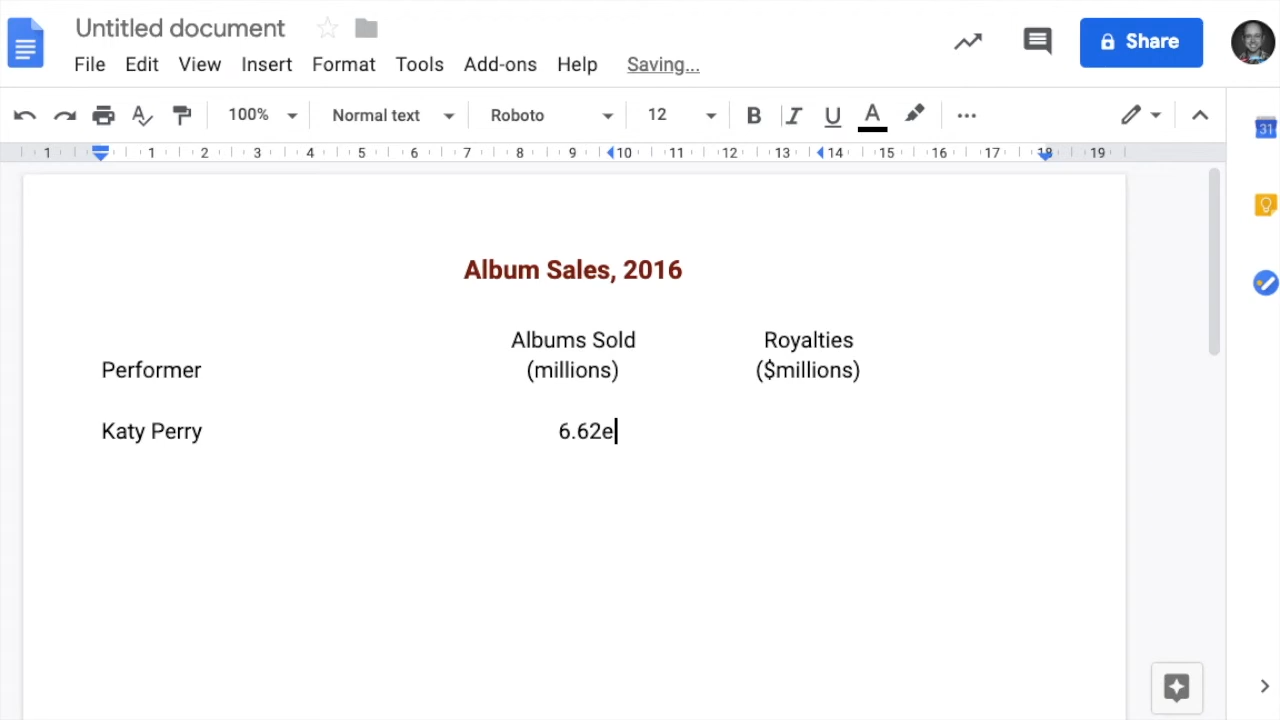 Untitled document
File Edit View Insert Format Tools Add-ons Help Saving...
Share
100% Normal text Roboto 12 B I U A
1 1 2 3 4 5 6 7 8 9 10 11 12 13 14 15 16 17 18 19
31
Album Sales, 2016
Albums Sold Royalties
Performer (millions) ($millions)
Katy Perry 6.62e